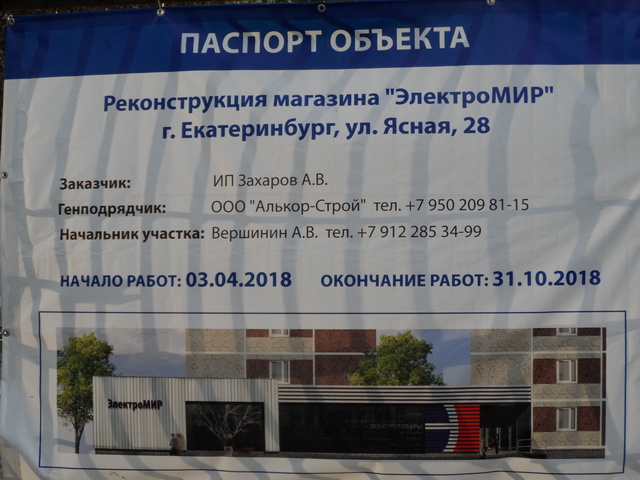 ПАСПОРТ ОБЪЕКТА
Реконструкция магазина "ЭлектроМИР"
г. Екатеринбург, ул. Ясная, 28
Заказчик: ИП Захаров А.В.
Генподрядчик: ООО "Алькор-Строй" тел. +7 950 209 81-15
Начальник участка: Вершинин А.В. тел. +7 912 285 34-99
НАЧАЛО РАБОТ: 03.04.2018 ОКОНЧАНИЕ РАБОТ: 31.10.2018
ЭлектроМИР
ЭЛЕКТРОТОВАРЫ